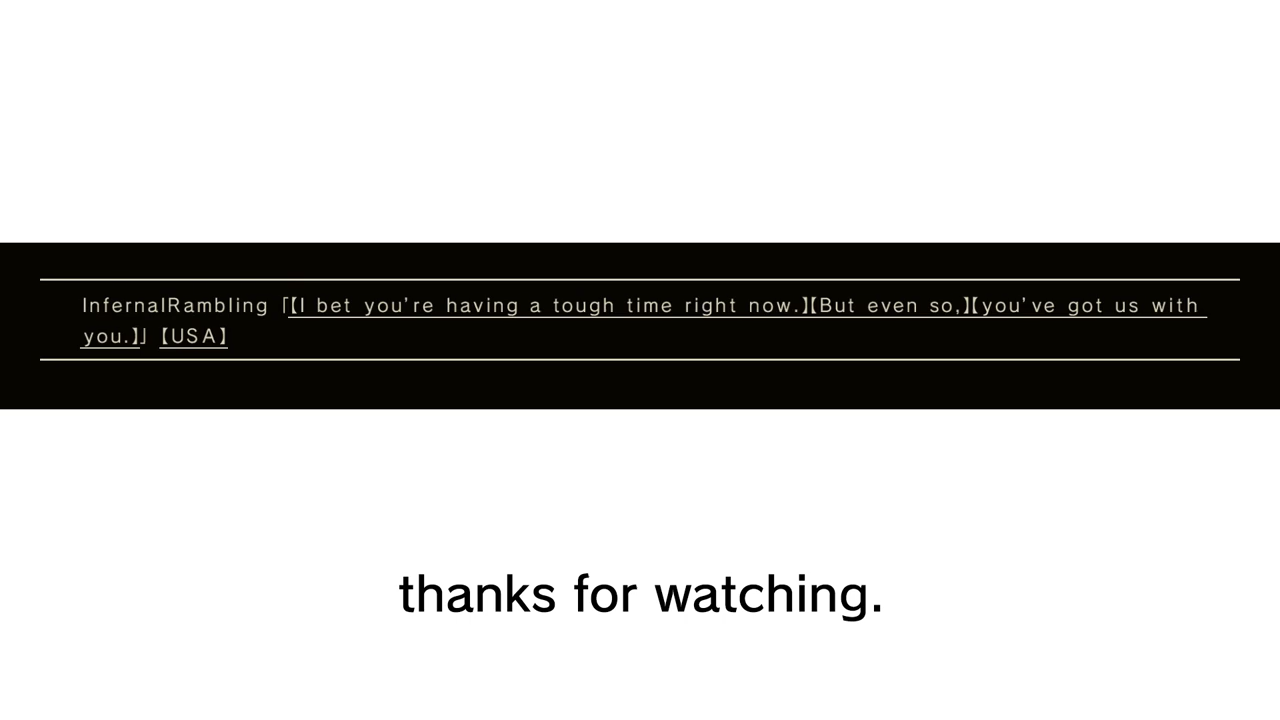 InfernalRambling 「【I bet you're having a tough time right now.】【But even so,】【you've got us with
you.】」 【USA】
thanks for watching.